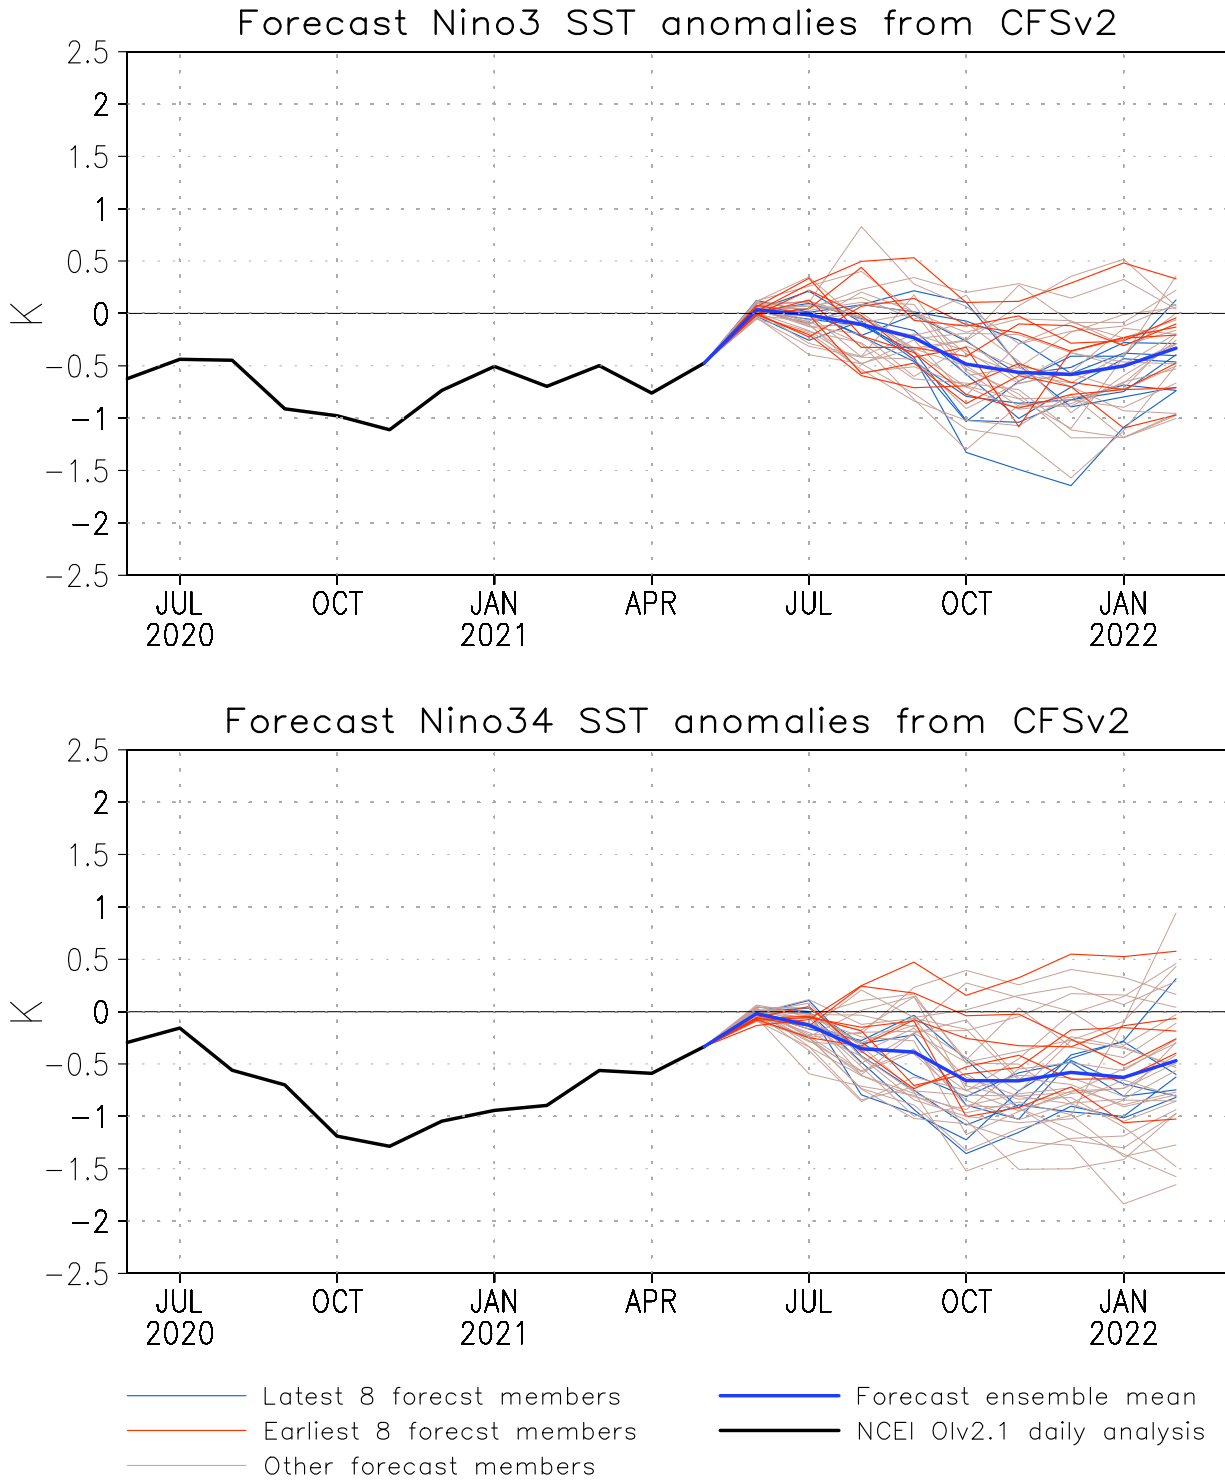 Forecast Nino3 SST anomalies from CFSv2
2.5
2
1.5
1
0.5
0
−0.5
−1
−1.5
−2
−2.5
K
JUL OCT JAN APR JUL OCT JAN
2020 2021 2022
Forecast Nino34 SST anomalies from CFSv2
2.5
2
1.5
1
0.5
0
−0.5
−1
−1.5
−2
−2.5
K
JUL OCT JAN APR JUL OCT JAN
2020 2021 2022
Latest 8 forecst members
Earliest 8 forecst members
Other forecast members
Forecast ensemble mean
NCEI OIv2.1 daily analysis